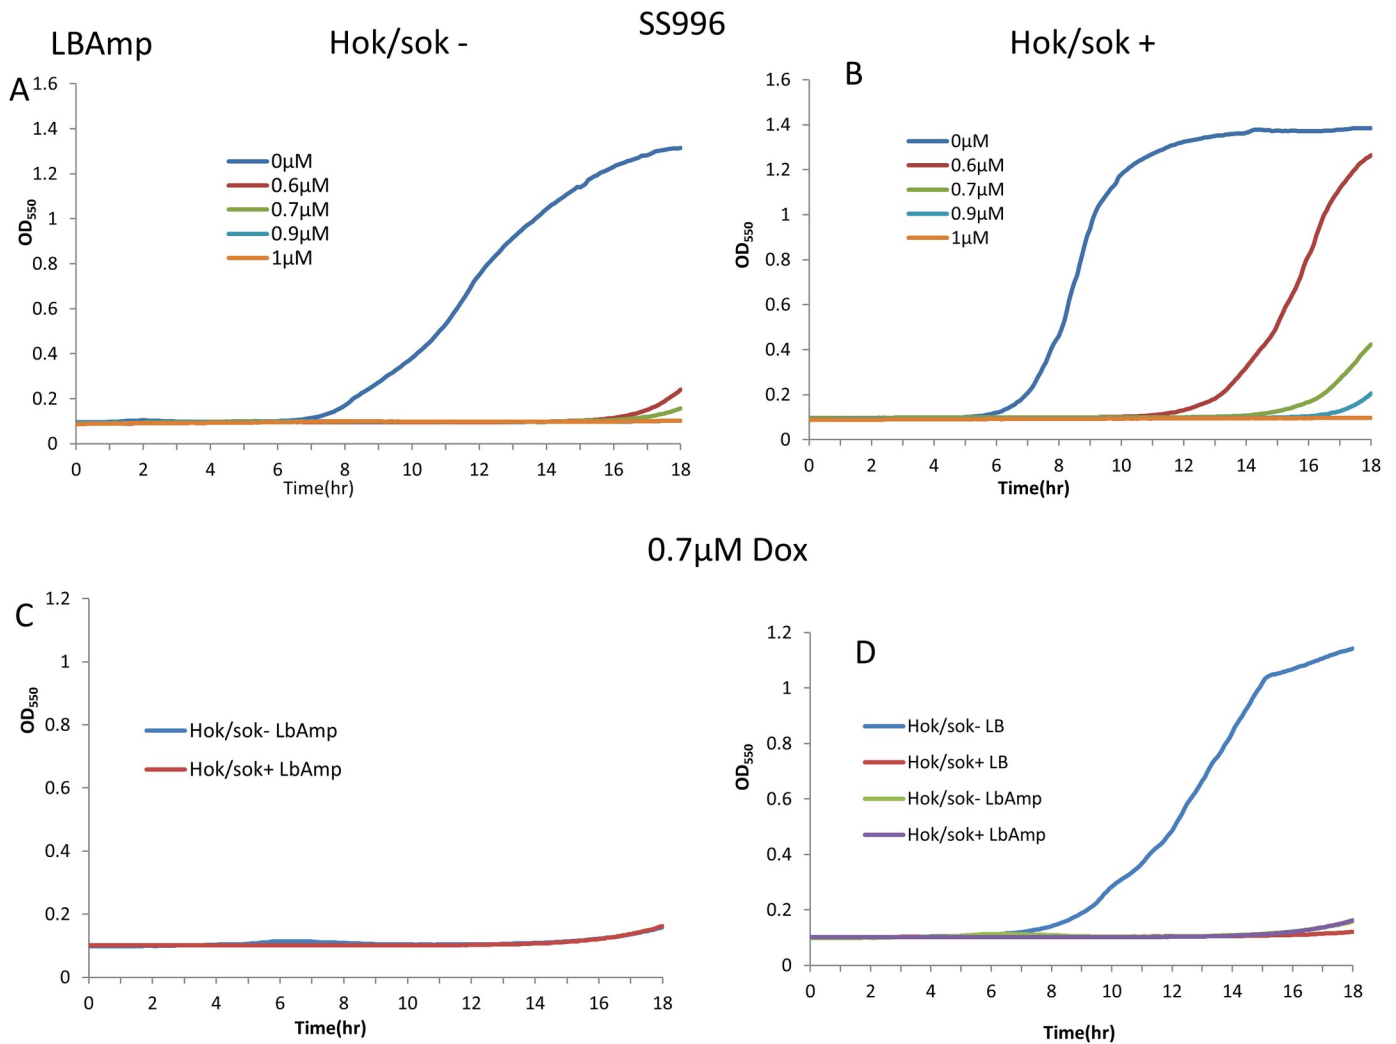 SS996
LBAmp
Hok/sok -
Hok/sok +
A
1.6
1.4
1.2
1
0.8
0.6
0.4
0.2
0
OD550
0µM
0.6µM
0.7µM
0.9µM
1µM
0 2 4 6 8 10 12 14 16 18
Time(hr)
B
1.6
1.4
1.2
1
0.8
0.6
0.4
0.2
0
OD550
0µM
0.6µM
0.7µM
0.9µM
1µM
0 2 4 6 8 10 12 14 16 18
Time(hr)
0.7µM Dox
C
1.2
1
0.8
0.6
0.4
0.2
0
OD550
Hok/sok- LbAmp
Hok/sok+ LbAmp
0 2 4 6 8 10 12 14 16 18
Time(hr)
D
1.2
1
0.8
0.6
0.4
0.2
0
OD550
Hok/sok- LB
Hok/sok+ LB
Hok/sok- LbAmp
Hok/sok+ LbAmp
0 2 4 6 8 10 12 14 16 18
Time(hr)